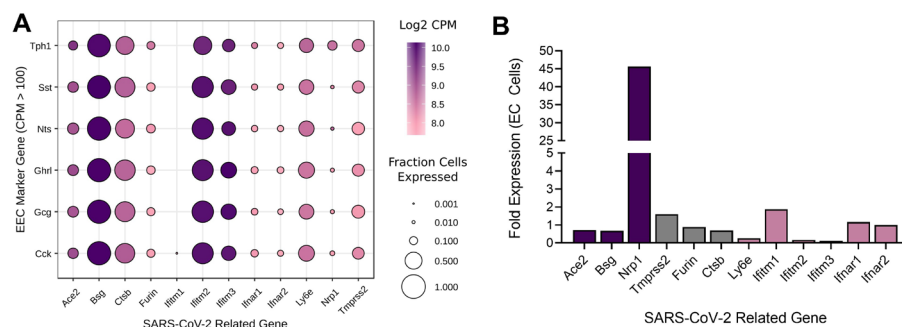 A
EEC Marker Gene (CPM > 100)
Tph1
Sst
Nts
Ghrl
Gcg
Cck
Ace2 Bsg Ctsb Furin Ifitm1 Ifitm2 Ifitm3 Ifnar1 Ifnar2 Ly6e Nrp1 Tmprss2
SARS-CoV-2 Related Gene
Log2 CPM
10.0
9.5
9.0
8.5
8.0
Fraction Cells
Expressed
0.001
0.010
0.100
0.500
1.000
B
Fold Expression (EC Cells)
50
45
40
35
30
25
5
4
3
2
1
0
Ace2 Bsg Nrp1 Tmprss2 Furin Ctsb Ly6e Ifitm1 Ifitm2 Ifitm3 Ifnar1 Ifnar2
SARS-CoV-2 Related Gene